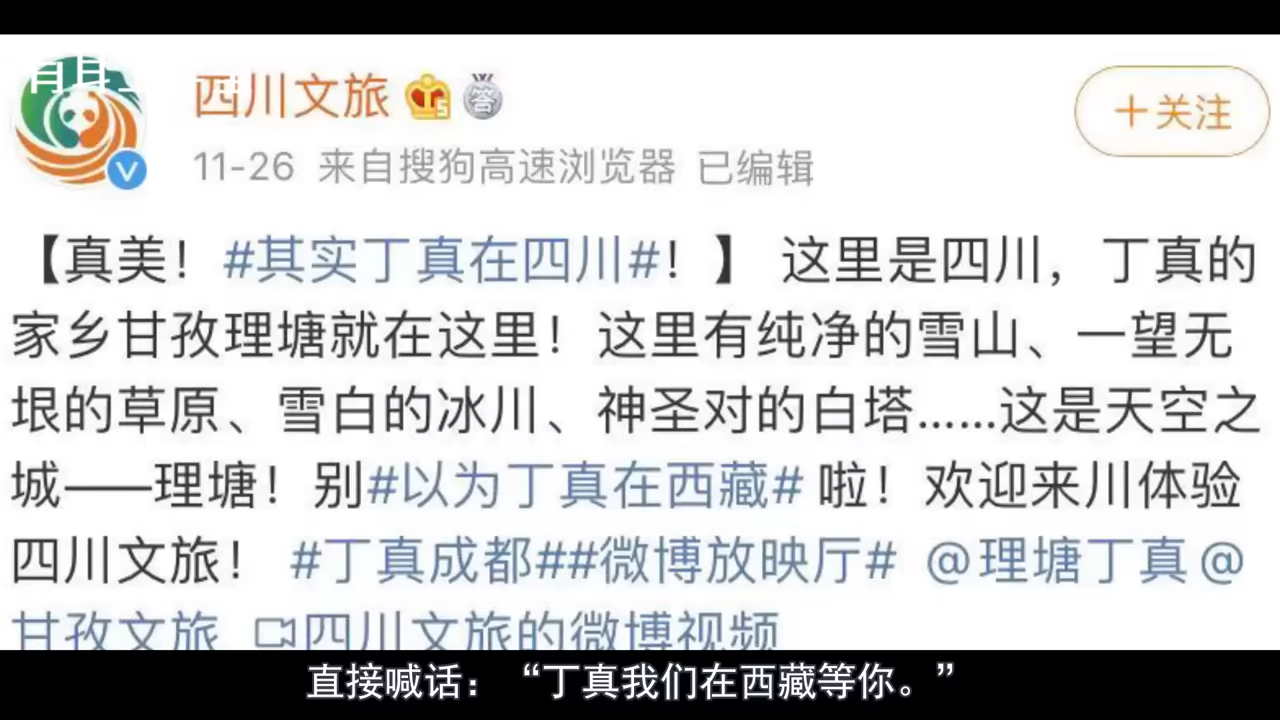 四川文旅
+关注
11-26 来自搜狗高速浏览器 已编辑
【真美！#其实丁真在四川#！】 这里是四川，丁真的
家乡甘孜理塘就在这里！这里有纯净的雪山、一望无
垠的草原、雪白的冰川、神圣对的白塔……这是天空之
城——理塘！别#以为丁真在西藏# 啦！欢迎来川体验
四川文旅！ #丁真成都##微博放映厅# @理塘丁真@
甘孜文旅 四川文旅的微博视频
直接喊话：“丁真我们在西藏等你。”